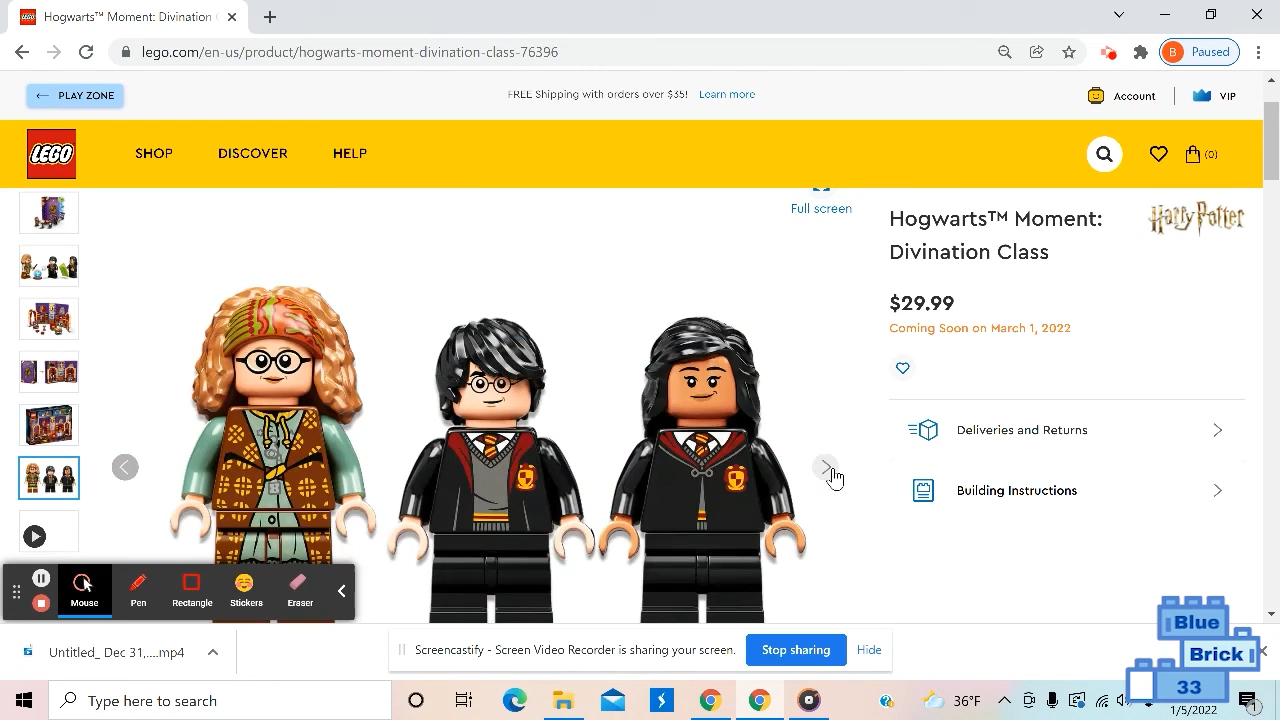 Hogwarts™ Moment: Divination
lego.com/en-us/product/hogwarts-moment-divination-class-76396
B Paused
PLAY ZONE
FREE Shipping with orders over $35! Learn more
Account
VIP
LEGO
SHOP
DISCOVER
HELP
(0)
Full screen
Harry Potter
Hogwarts™ Moment:
Divination Class
$29.99
Coming Soon on March 1, 2022
Deliveries and Returns
Building Instructions
Mouse
Pen
Rectangle
Stickers
Eraser
Untitled_ Dec 31,....mp4
Screencastify - Screen Video Recorder is sharing your screen.
Stop sharing
Hide
Blue
Brick
33
Type here to search
36°F
1/5/2022